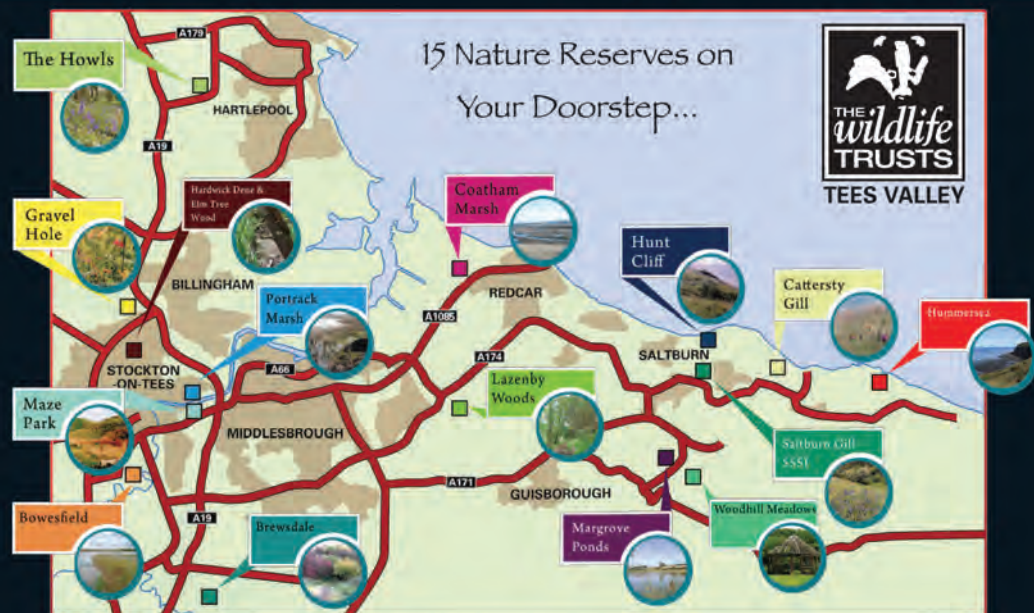 15 Nature Reserves on
Your Doorstep...
THE
wildlife
TRUSTS
TEES VALLEY
A179
The Howls
HARTLEPOOL
A19
Hardwick Dene &
Elm Tree
Wood
Coatham
Marsh
Gravel
Hole
Hunt
Cliff
Cattersty
Gill
BILLINGHAM
Portrack
Marsh
REDCAR
Hummersea
A1085
SALTBURN
A174
STOCKTON
-ON-TEES
A66
Lazenby
Woods
Maze
Park
MIDDLESBROUGH
Saltburn Gill
SSSI
A171
GUISBOROUGH
Bowesfield
A19
Brewsdale
Margrove
Ponds
Woodhill Meadows